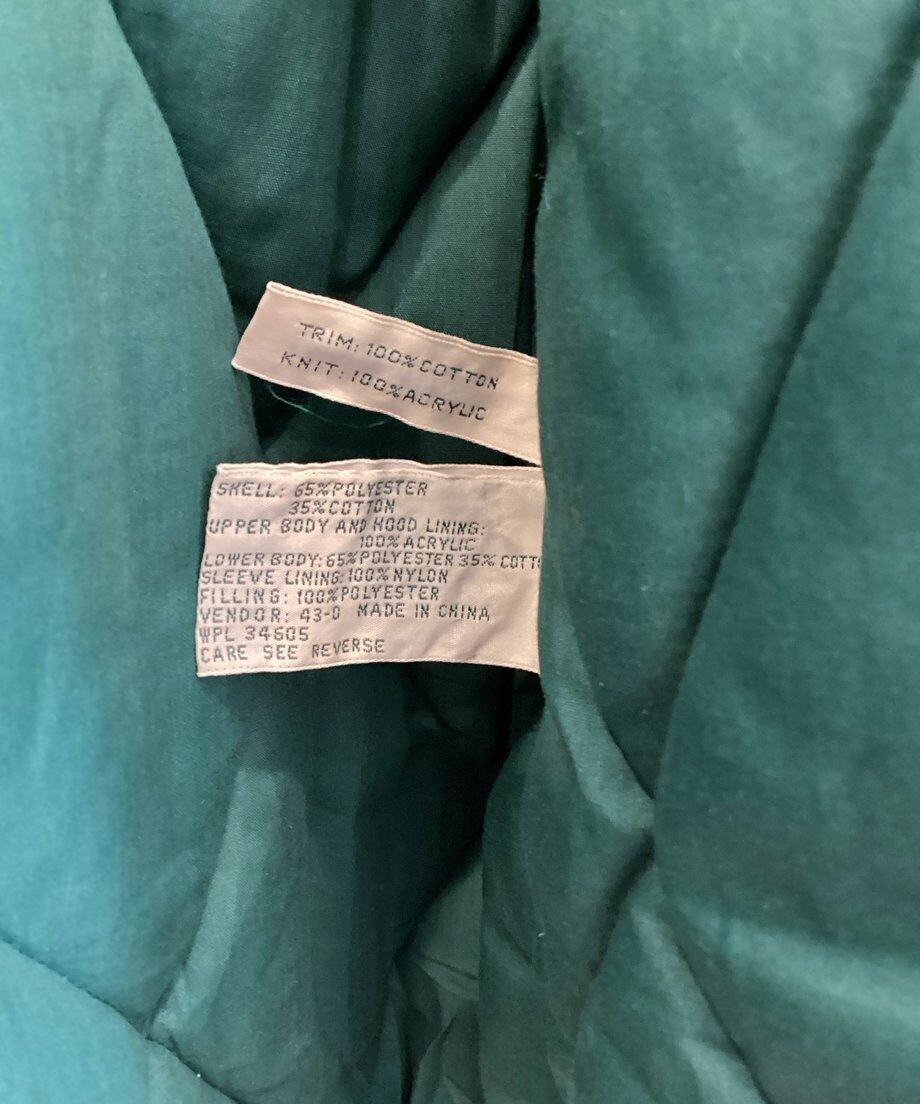 TRIM: 100% COTTON
KNIT: 100% ACRYLIC
SHELL: 65% POLYESTER
35% COTTON
UPPER BODY AND HOOD LINING:
100% ACRYLIC
LOWER BODY: 65% POLYESTER 35% COTT
SLEEVE LINING: 100% NYLON
FILLING: 100% POLYESTER
VENDOR: 43-0 MADE IN CHINA
WPL 34605
CARE SEE REVERSE